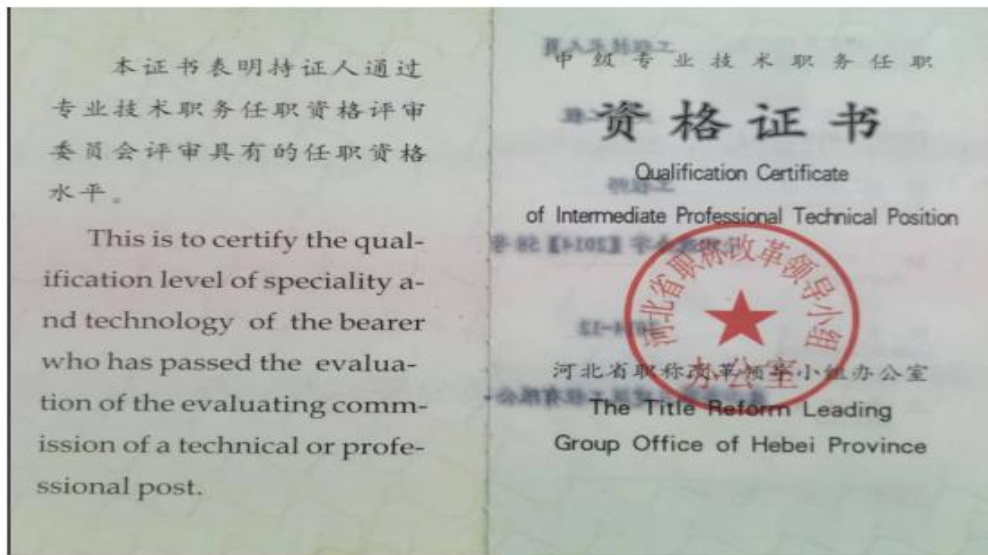 本证书表明持证人通过
专业技术职务任职资格评审
委员会评审具有的任职资格
水平。
This is to certify the qual-
ification level of speciality a-
nd technology of the bearer
who has passed the evalua-
tion of the evaluating comm-
ission of a technical or profe-
ssional post.
中级专业技术职务任职
资格证书
Qualification Certificate
of Intermediate Professional Technical Position
河北省职称改革领导小组
办公室
河北省职称改革领导小组办公室
The Title Reform Leading
Group Office of Hebei Province